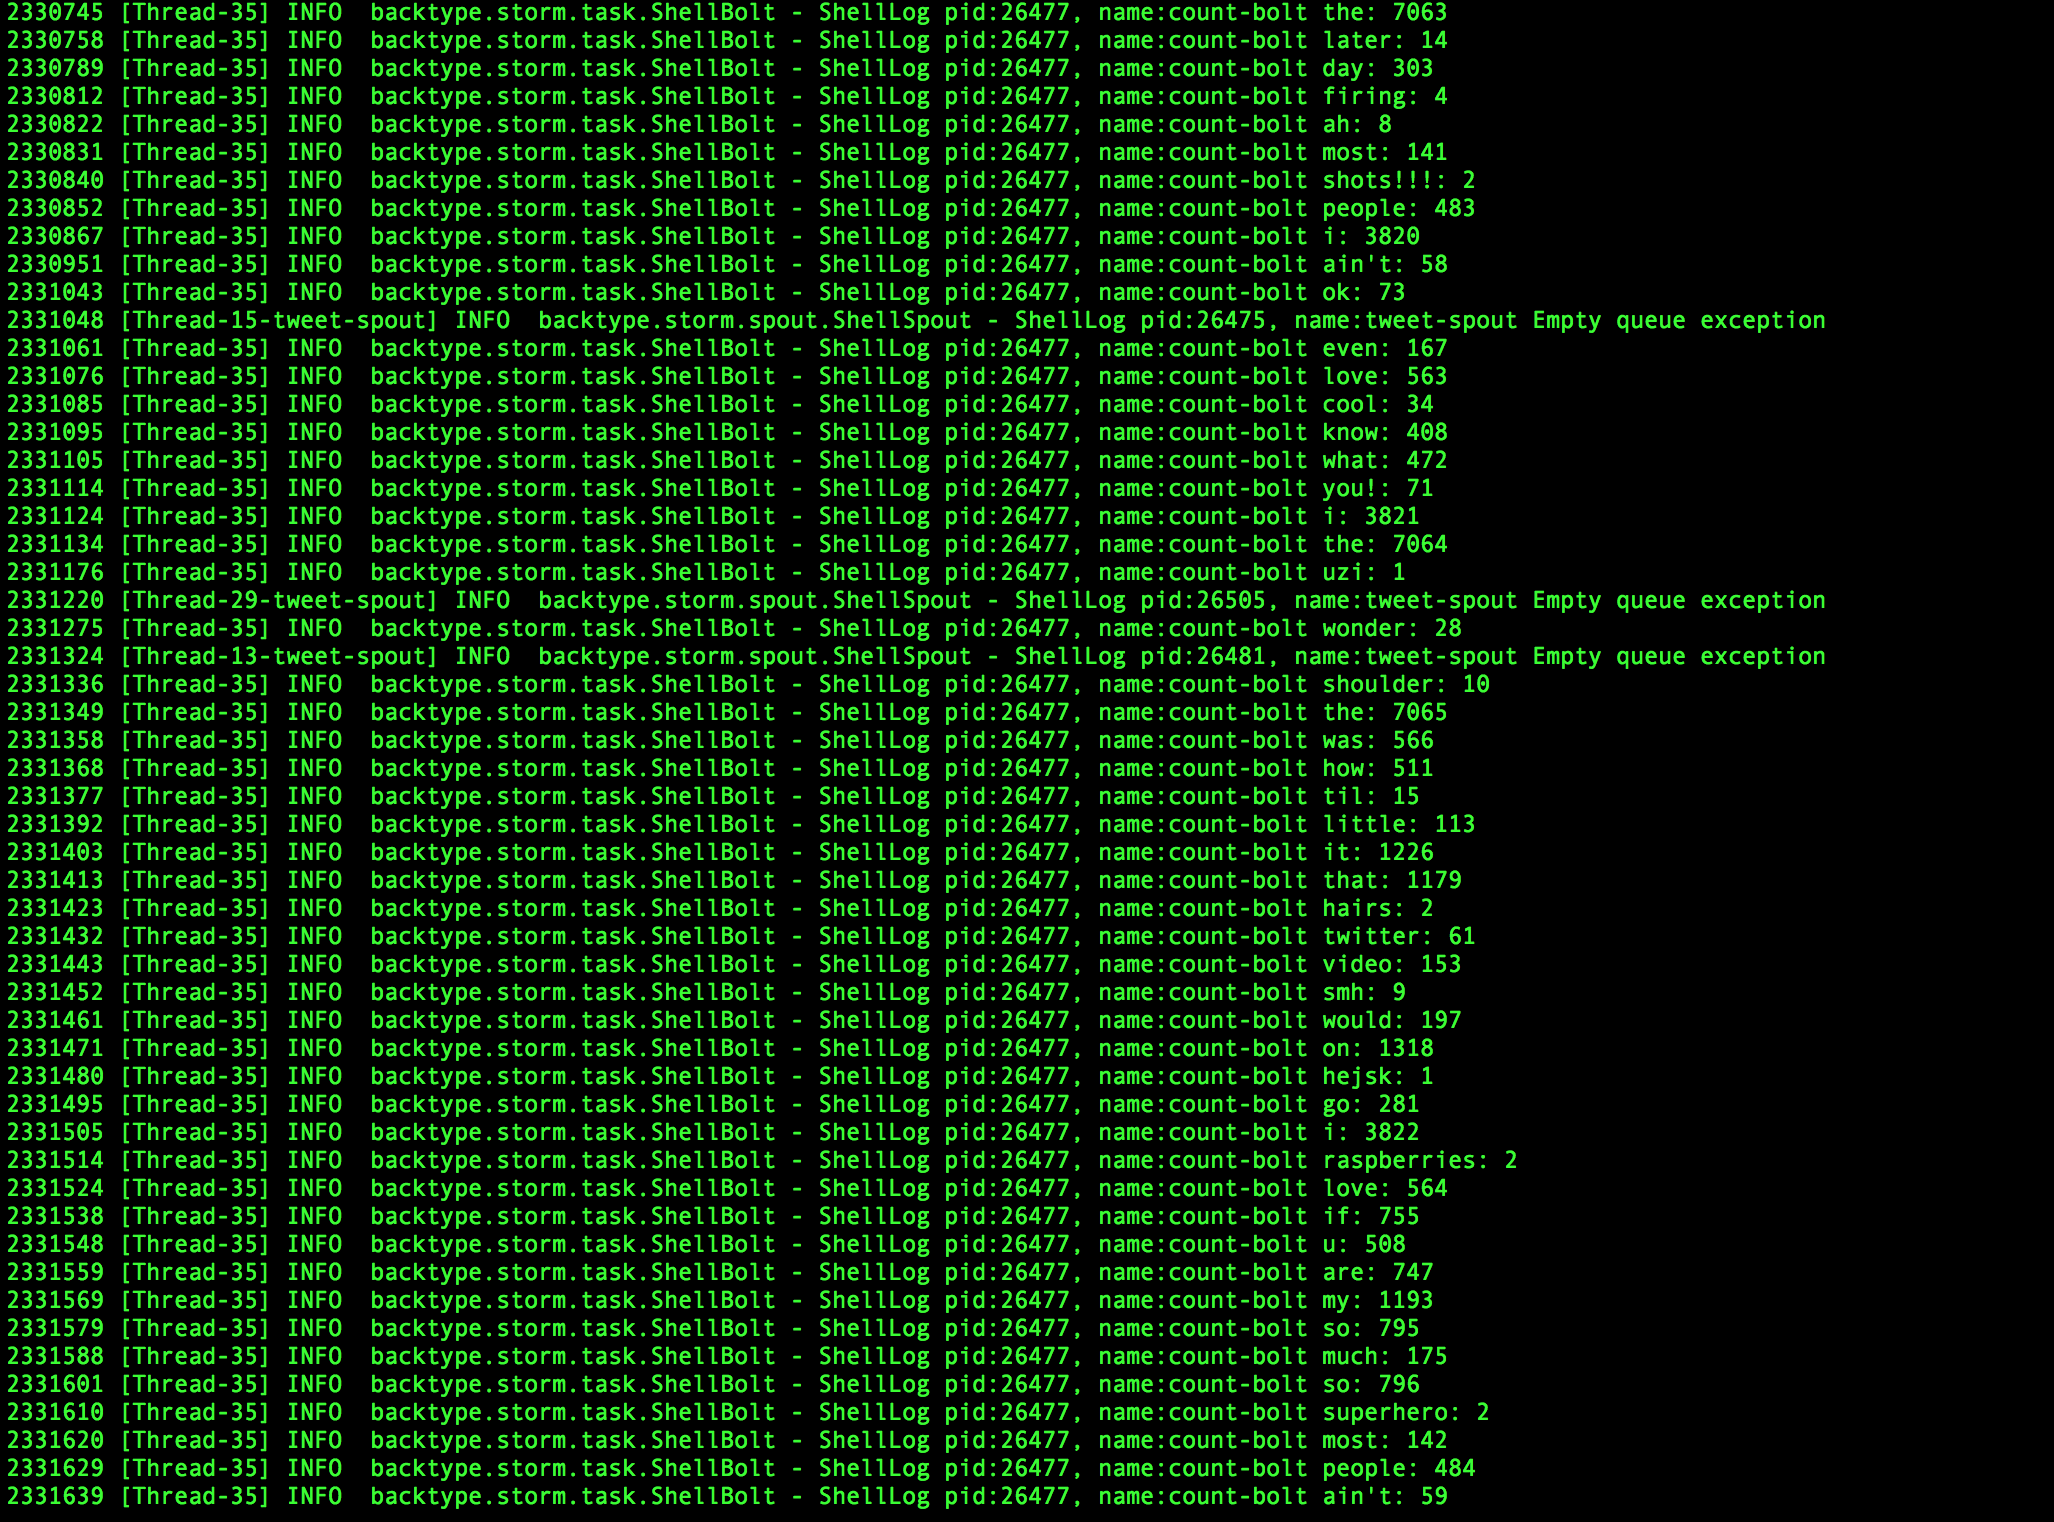 2330745 [Thread-35] INFO  backtype.storm.task.ShellBolt - ShellLog pid:26477, name:count-bolt the: 7063
2330758 [Thread-35] INFO  backtype.storm.task.ShellBolt - ShellLog pid:26477, name:count-bolt later: 14
2330789 [Thread-35] INFO  backtype.storm.task.ShellBolt - ShellLog pid:26477, name:count-bolt day: 303
2330812 [Thread-35] INFO  backtype.storm.task.ShellBolt - ShellLog pid:26477, name:count-bolt firing: 4
2330822 [Thread-35] INFO  backtype.storm.task.ShellBolt - ShellLog pid:26477, name:count-bolt ah: 8
2330831 [Thread-35] INFO  backtype.storm.task.ShellBolt - ShellLog pid:26477, name:count-bolt most: 141
2330840 [Thread-35] INFO  backtype.storm.task.ShellBolt - ShellLog pid:26477, name:count-bolt shots!!!: 2
2330852 [Thread-35] INFO  backtype.storm.task.ShellBolt - ShellLog pid:26477, name:count-bolt people: 483
2330867 [Thread-35] INFO  backtype.storm.task.ShellBolt - ShellLog pid:26477, name:count-bolt i: 3820
2330951 [Thread-35] INFO  backtype.storm.task.ShellBolt - ShellLog pid:26477, name:count-bolt ain't: 58
2331043 [Thread-35] INFO  backtype.storm.task.ShellBolt - ShellLog pid:26477, name:count-bolt ok: 73
2331048 [Thread-15-tweet-spout] INFO  backtype.storm.spout.ShellSpout - ShellLog pid:26475, name:tweet-spout Empty queue exception
2331061 [Thread-35] INFO  backtype.storm.task.ShellBolt - ShellLog pid:26477, name:count-bolt even: 167
2331076 [Thread-35] INFO  backtype.storm.task.ShellBolt - ShellLog pid:26477, name:count-bolt love: 563
2331085 [Thread-35] INFO  backtype.storm.task.ShellBolt - ShellLog pid:26477, name:count-bolt cool: 34
2331095 [Thread-35] INFO  backtype.storm.task.ShellBolt - ShellLog pid:26477, name:count-bolt know: 408
2331105 [Thread-35] INFO  backtype.storm.task.ShellBolt - ShellLog pid:26477, name:count-bolt what: 472
2331114 [Thread-35] INFO  backtype.storm.task.ShellBolt - ShellLog pid:26477, name:count-bolt you!: 71
2331124 [Thread-35] INFO  backtype.storm.task.ShellBolt - ShellLog pid:26477, name:count-bolt i: 3821
2331134 [Thread-35] INFO  backtype.storm.task.ShellBolt - ShellLog pid:26477, name:count-bolt the: 7064
2331176 [Thread-35] INFO  backtype.storm.task.ShellBolt - ShellLog pid:26477, name:count-bolt uzi: 1
2331220 [Thread-29-tweet-spout] INFO  backtype.storm.spout.ShellSpout - ShellLog pid:26505, name:tweet-spout Empty queue exception
2331275 [Thread-35] INFO  backtype.storm.task.ShellBolt - ShellLog pid:26477, name:count-bolt wonder: 28
2331324 [Thread-13-tweet-spout] INFO  backtype.storm.spout.ShellSpout - ShellLog pid:26481, name:tweet-spout Empty queue exception
2331336 [Thread-35] INFO  backtype.storm.task.ShellBolt - ShellLog pid:26477, name:count-bolt shoulder: 10
2331349 [Thread-35] INFO  backtype.storm.task.ShellBolt - ShellLog pid:26477, name:count-bolt the: 7065
2331358 [Thread-35] INFO  backtype.storm.task.ShellBolt - ShellLog pid:26477, name:count-bolt was: 566
2331368 [Thread-35] INFO  backtype.storm.task.ShellBolt - ShellLog pid:26477, name:count-bolt how: 511
2331377 [Thread-35] INFO  backtype.storm.task.ShellBolt - ShellLog pid:26477, name:count-bolt til: 15
2331392 [Thread-35] INFO  backtype.storm.task.ShellBolt - ShellLog pid:26477, name:count-bolt little: 113
2331403 [Thread-35] INFO  backtype.storm.task.ShellBolt - ShellLog pid:26477, name:count-bolt it: 1226
2331413 [Thread-35] INFO  backtype.storm.task.ShellBolt - ShellLog pid:26477, name:count-bolt that: 1179
2331423 [Thread-35] INFO  backtype.storm.task.ShellBolt - ShellLog pid:26477, name:count-bolt hairs: 2
2331432 [Thread-35] INFO  backtype.storm.task.ShellBolt - ShellLog pid:26477, name:count-bolt twitter: 61
2331443 [Thread-35] INFO  backtype.storm.task.ShellBolt - ShellLog pid:26477, name:count-bolt video: 153
2331452 [Thread-35] INFO  backtype.storm.task.ShellBolt - ShellLog pid:26477, name:count-bolt smh: 9
2331461 [Thread-35] INFO  backtype.storm.task.ShellBolt - ShellLog pid:26477, name:count-bolt would: 197
2331471 [Thread-35] INFO  backtype.storm.task.ShellBolt - ShellLog pid:26477, name:count-bolt on: 1318
2331480 [Thread-35] INFO  backtype.storm.task.ShellBolt - ShellLog pid:26477, name:count-bolt hejsk: 1
2331495 [Thread-35] INFO  backtype.storm.task.ShellBolt - ShellLog pid:26477, name:count-bolt go: 281
2331505 [Thread-35] INFO  backtype.storm.task.ShellBolt - ShellLog pid:26477, name:count-bolt i: 3822
2331514 [Thread-35] INFO  backtype.storm.task.ShellBolt - ShellLog pid:26477, name:count-bolt raspberries: 2
2331524 [Thread-35] INFO  backtype.storm.task.ShellBolt - ShellLog pid:26477, name:count-bolt love: 564
2331538 [Thread-35] INFO  backtype.storm.task.ShellBolt - ShellLog pid:26477, name:count-bolt if: 755
2331548 [Thread-35] INFO  backtype.storm.task.ShellBolt - ShellLog pid:26477, name:count-bolt u: 508
2331559 [Thread-35] INFO  backtype.storm.task.ShellBolt - ShellLog pid:26477, name:count-bolt are: 747
2331569 [Thread-35] INFO  backtype.storm.task.ShellBolt - ShellLog pid:26477, name:count-bolt my: 1193
2331579 [Thread-35] INFO  backtype.storm.task.ShellBolt - ShellLog pid:26477, name:count-bolt so: 795
2331588 [Thread-35] INFO  backtype.storm.task.ShellBolt - ShellLog pid:26477, name:count-bolt much: 175
2331601 [Thread-35] INFO  backtype.storm.task.ShellBolt - ShellLog pid:26477, name:count-bolt so: 796
2331610 [Thread-35] INFO  backtype.storm.task.ShellBolt - ShellLog pid:26477, name:count-bolt superhero: 2
2331620 [Thread-35] INFO  backtype.storm.task.ShellBolt - ShellLog pid:26477, name:count-bolt most: 142
2331629 [Thread-35] INFO  backtype.storm.task.ShellBolt - ShellLog pid:26477, name:count-bolt people: 484
2331639 [Thread-35] INFO  backtype.storm.task.ShellBolt - ShellLog pid:26477, name:count-bolt ain't: 59